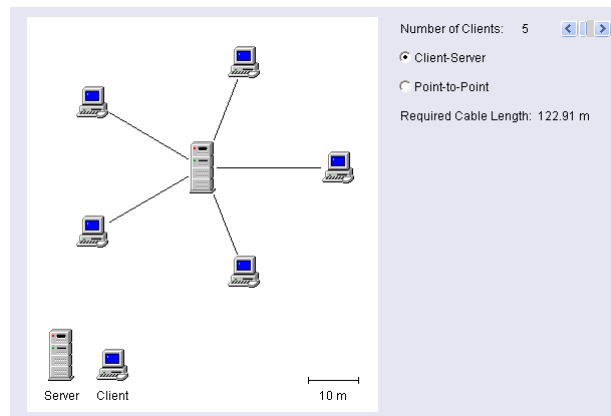 Number of Clients: 5
Client-Server
Point-to-Point
Required Cable Length: 122.91 m
Server Client 10 m